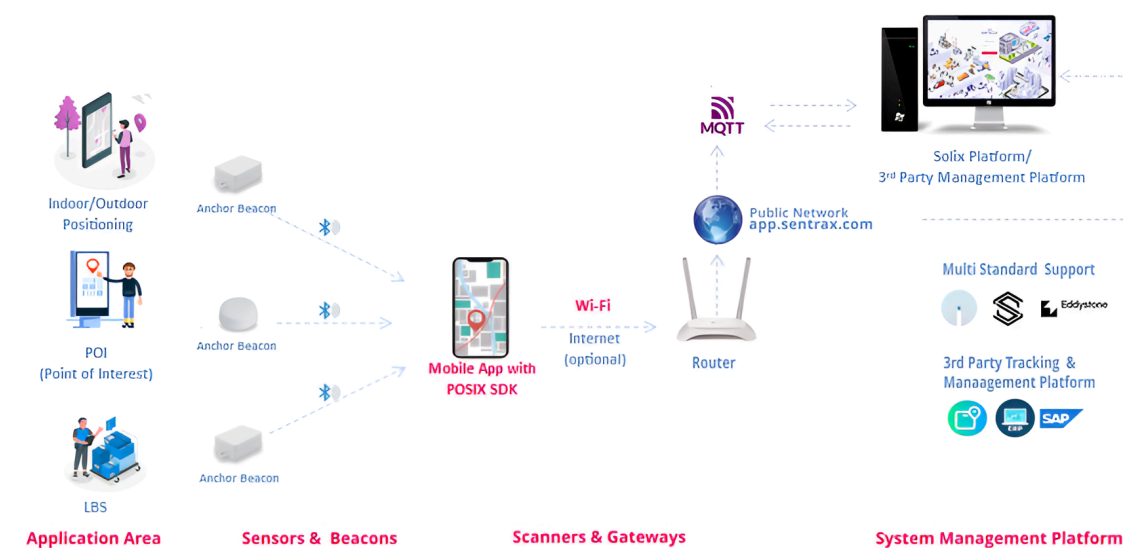 Indoor/Outdoor
Positioning
POI
(Point of Interest)
LBS
Application Area
Anchor Beacon
Anchor Beacon
Anchor Beacon
Sensors & Beacons
Mobile App with
POSIX SDK
Wi-Fi
Internet
(optional)
Router
Scanners & Gateways
MQTT
Public Network
app.sentrax.com
Solix Platform/
3rd Party Management Platform
Multi Standard Support
Eddystone
3rd Party Tracking &
Manaagement Platform
ERP
SAP
System Management Platform